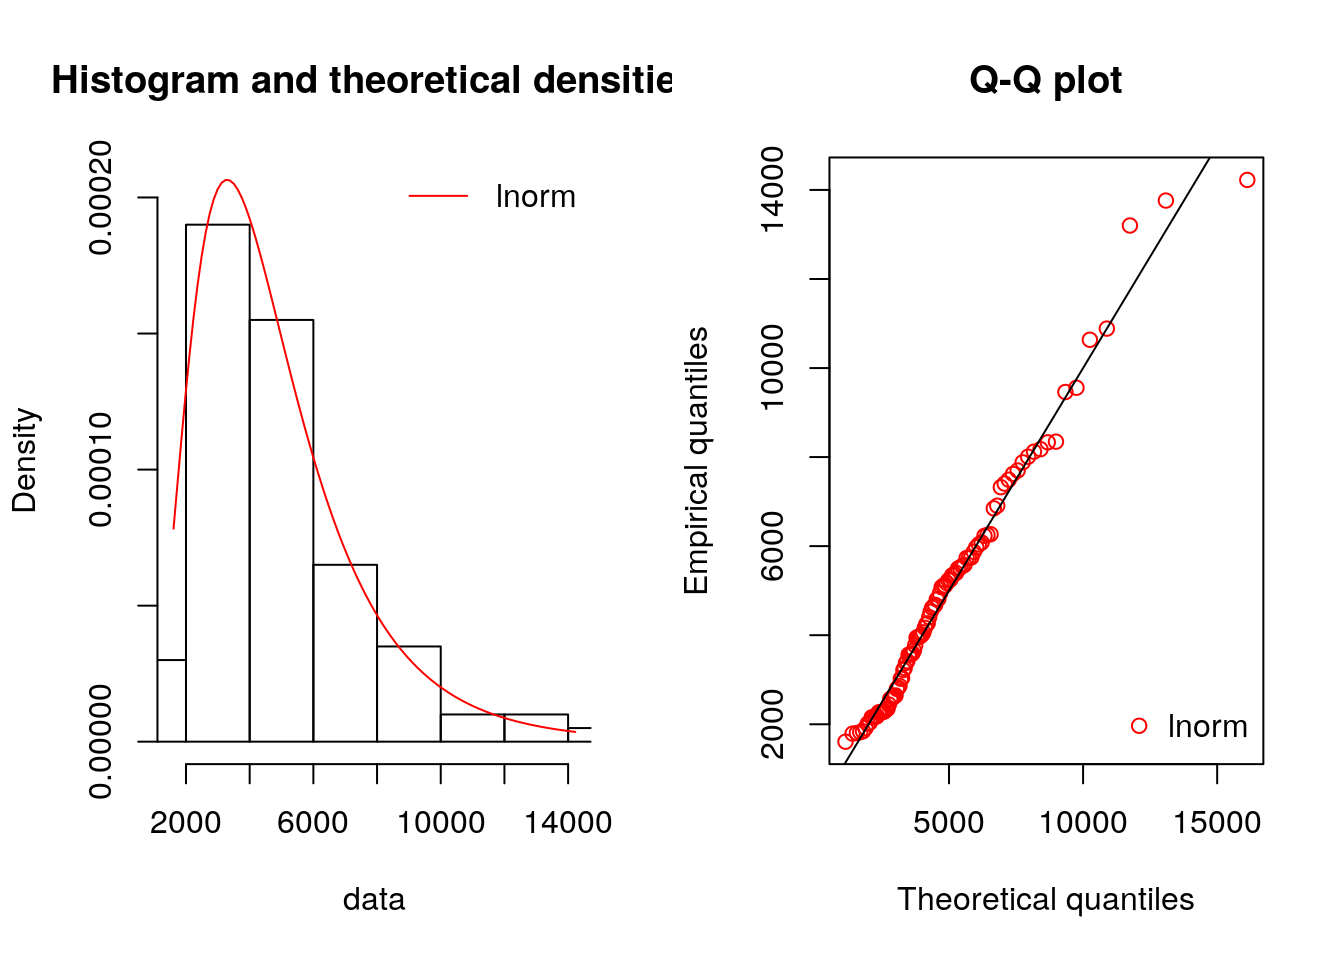 Histogram and theoretical densitie
Density
0.00000
0.00010
0.00020
lnorm
2000
6000
10000
14000
data
Q-Q plot
Empirical quantiles
2000
6000
10000
14000
lnorm
5000
10000
15000
Theoretical quantiles